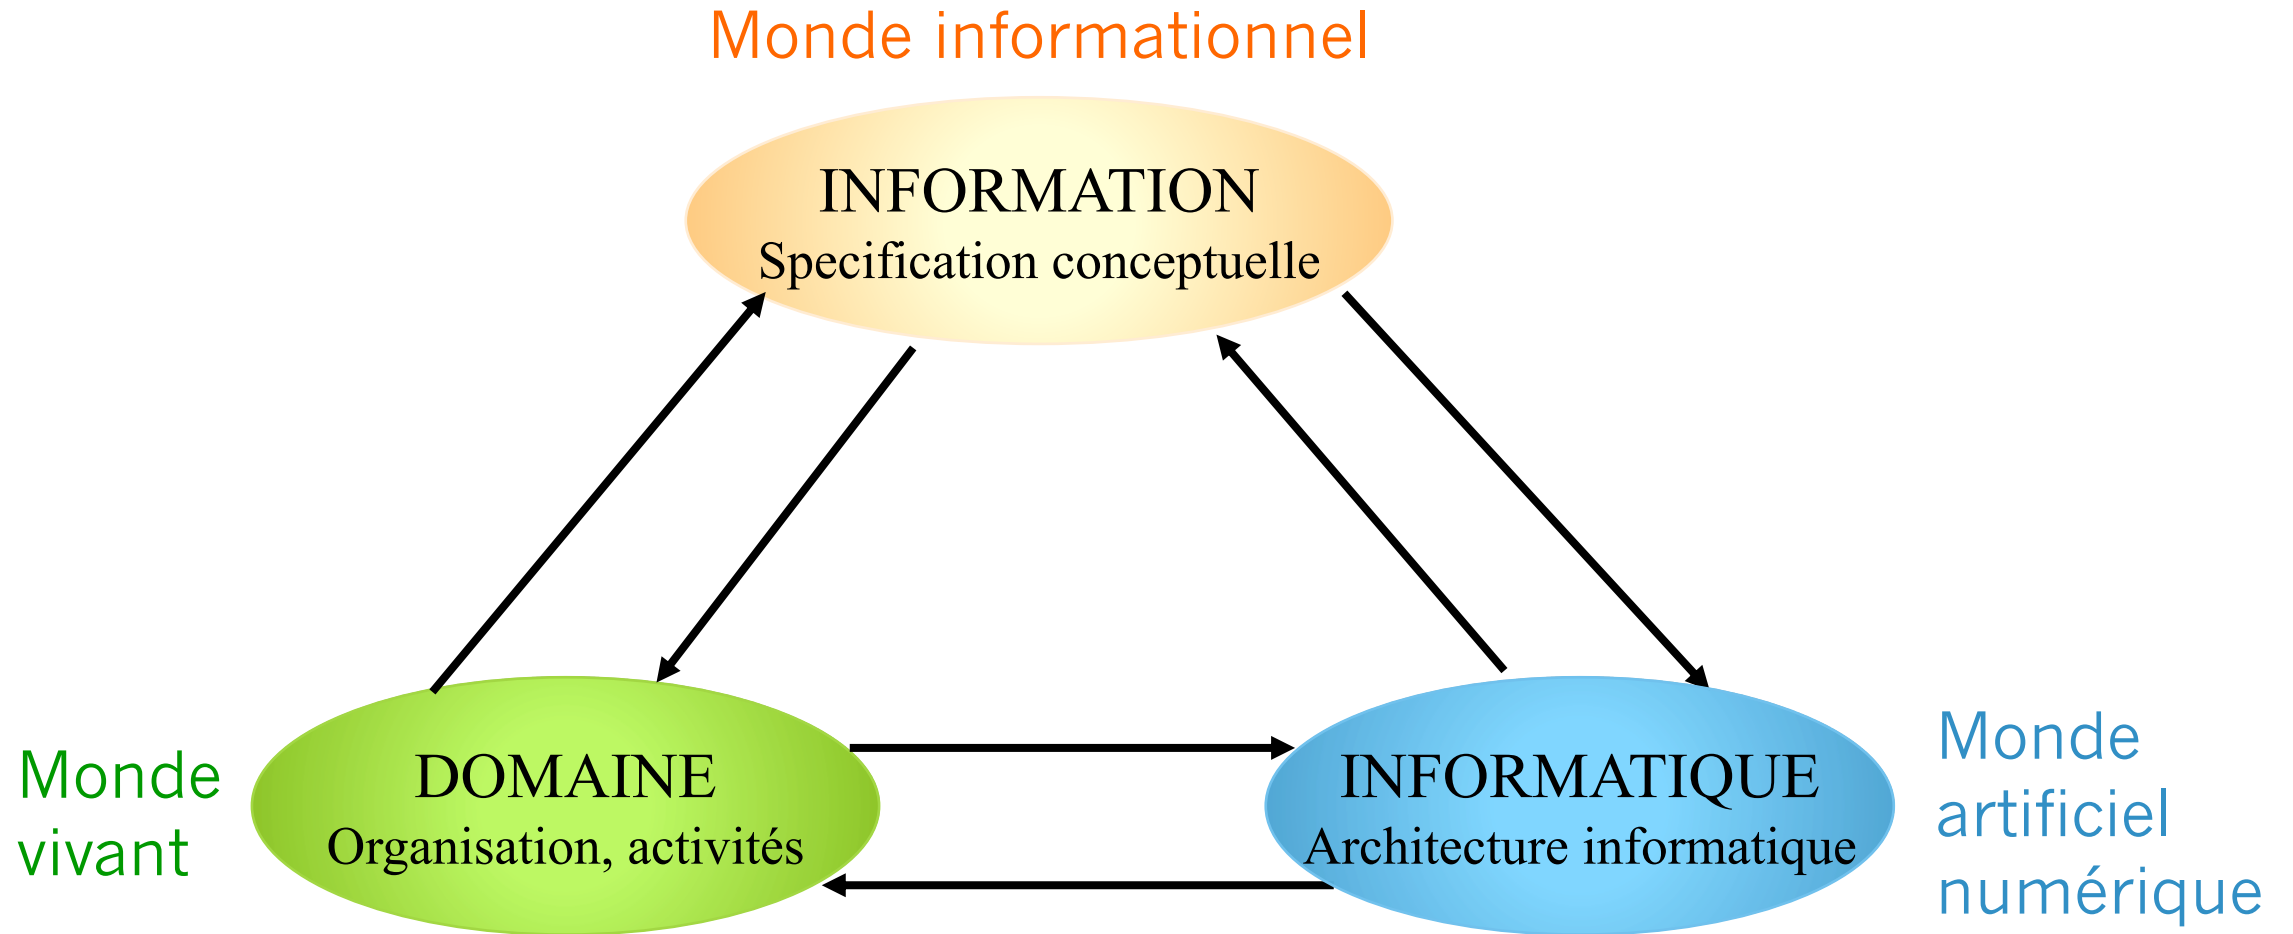 Monde informationnel
INFORMATION
Specification conceptuelle
Monde
vivant
DOMAINE
Organisation, activités
INFORMATIQUE
Architecture informatique
Monde
artificiel
numérique